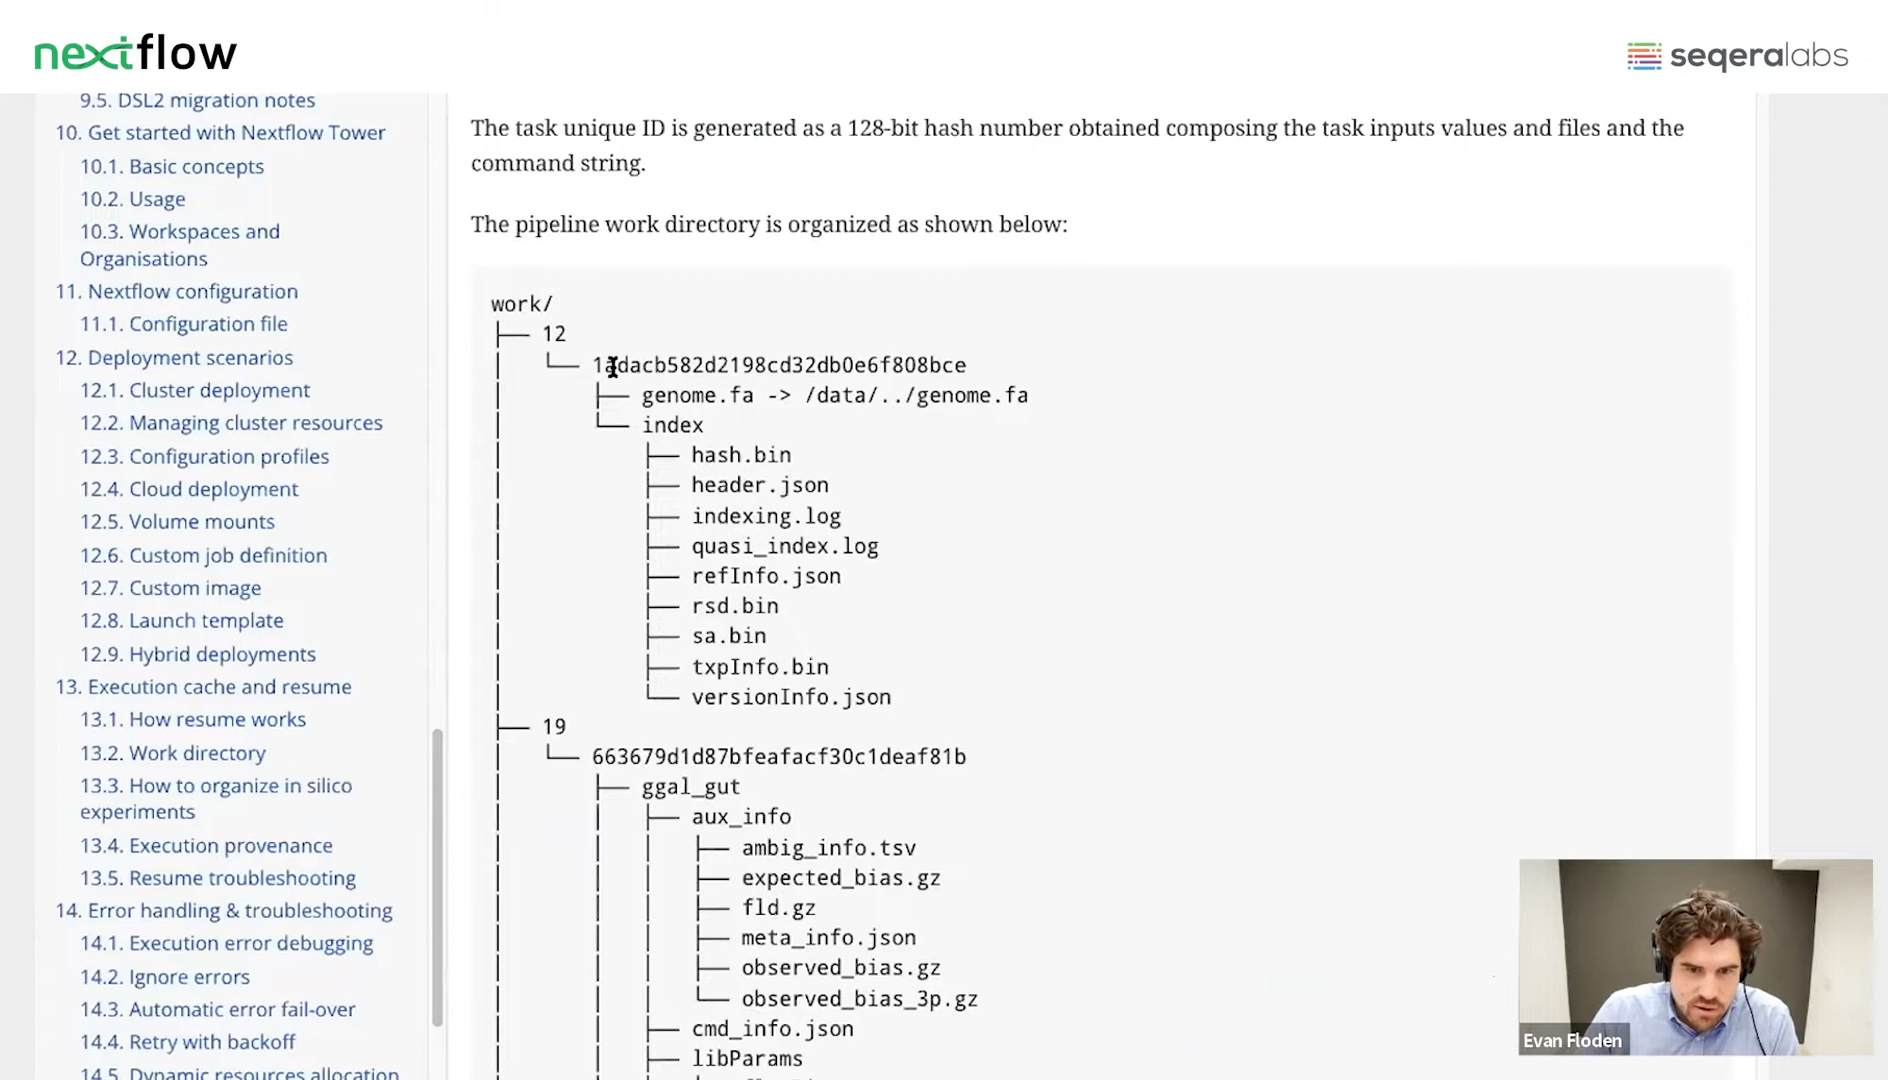 nextflow
seqeralabs
9.5. DSL2 migration notes
10. Get started with Nextflow Tower
10.1. Basic concepts
10.2. Usage
10.3. Workspaces and
Organisations
11. Nextflow configuration
11.1. Configuration file
12. Deployment scenarios
12.1. Cluster deployment
12.2. Managing cluster resources
12.3. Configuration profiles
12.4. Cloud deployment
12.5. Volume mounts
12.6. Custom job definition
12.7. Custom image
12.8. Launch template
12.9. Hybrid deployments
13. Execution cache and resume
13.1. How resume works
13.2. Work directory
13.3. How to organize in silico
experiments
13.4. Execution provenance
13.5. Resume troubleshooting
14. Error handling & troubleshooting
14.1. Execution error debugging
14.2. Ignore errors
14.3. Automatic error fail-over
14.4. Retry with backoff
14.5. Dynamic resources allocation
The task unique ID is generated as a 128-bit hash number obtained composing the task inputs values and files and the
command string.
The pipeline work directory is organized as shown below:
work/
├── 12
│   └── 1adacb582d2198cd32db0e6f808bce
│       ├── genome.fa -> /data/../genome.fa
│       └── index
│           ├── hash.bin
│           ├── header.json
│           ├── indexing.log
│           ├── quasi_index.log
│           ├── refInfo.json
│           ├── rsd.bin
│           ├── sa.bin
│           ├── txpInfo.bin
│           └── versionInfo.json
├── 19
│   └── 663679d1d87bfeafacf30c1deaf81b
│       ├── ggal_gut
│       │   ├── aux_info
│       │   │   ├── ambig_info.tsv
│       │   │   ├── expected_bias.gz
│       │   │   ├── fld.gz
│       │   │   ├── meta_info.json
│       │   │   ├── observed_bias.gz
│       │   │   └── observed_bias_3p.gz
│       │   ├── cmd_info.json
│       │   ├── libParams
Evan Floden